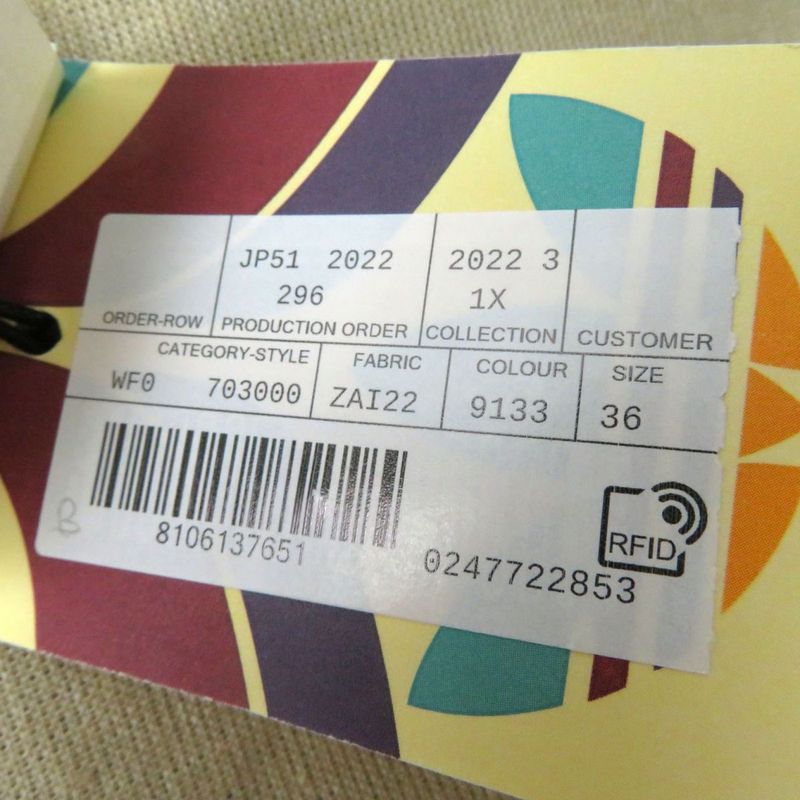 JP51 2022
296
2022 3
1X
ORDER-ROW PRODUCTION ORDER COLLECTION CUSTOMER
CATEGORY-STYLE FABRIC COLOUR SIZE
WF0 703000 ZAI22 9133 36
8106137651
0247722853
RFID
B